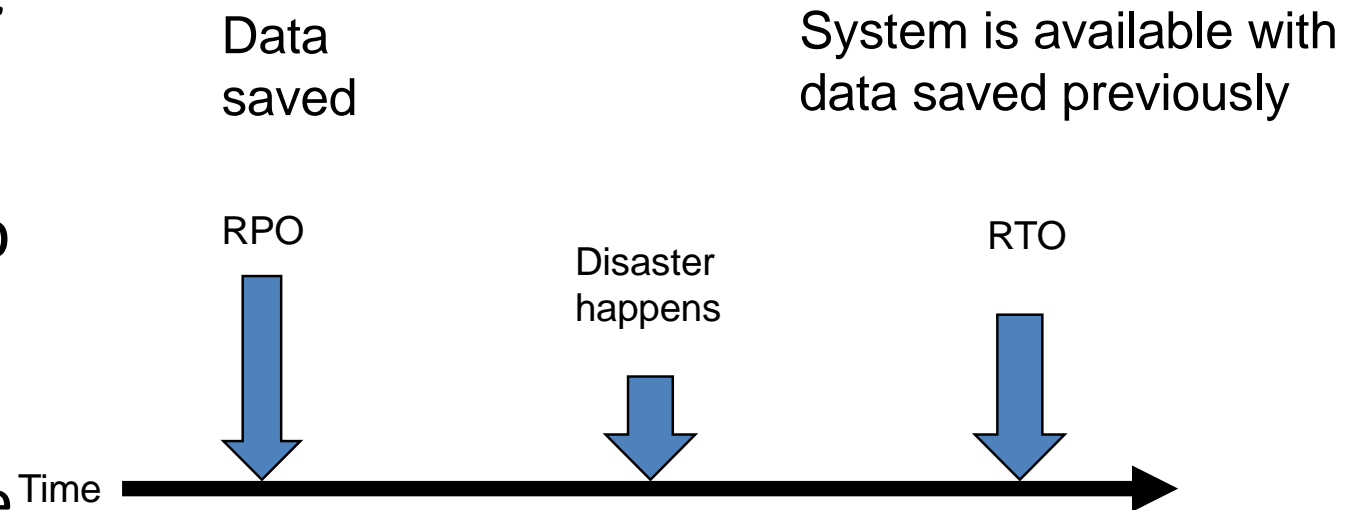 Data
saved
System is available with
data saved previously
RPO
Disaster
happens
RTO
Time